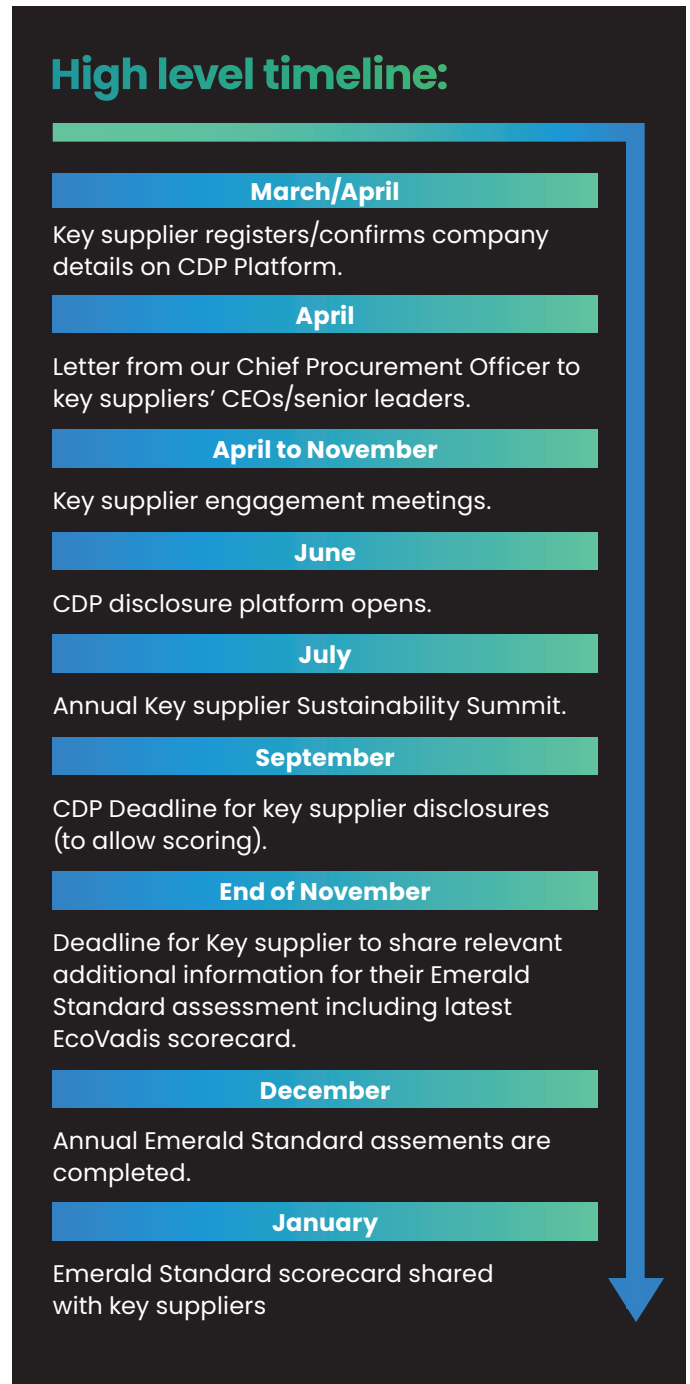 High level timeline:
March/April
Key supplier registers/confirms company
details on CDP Platform.
April
Letter from our Chief Procurement Officer to
key suppliers’ CEOs/senior leaders.
April to November
Key supplier engagement meetings.
June
CDP disclosure platform opens.
July
Annual Key supplier Sustainability Summit.
September
CDP Deadline for key supplier disclosures
(to allow scoring).
End of November
Deadline for Key supplier to share relevant
additional information for their Emerald
Standard assessment including latest
EcoVadis scorecard.
December
Annual Emerald Standard assements are
completed.
January
Emerald Standard scorecard shared
with key suppliers